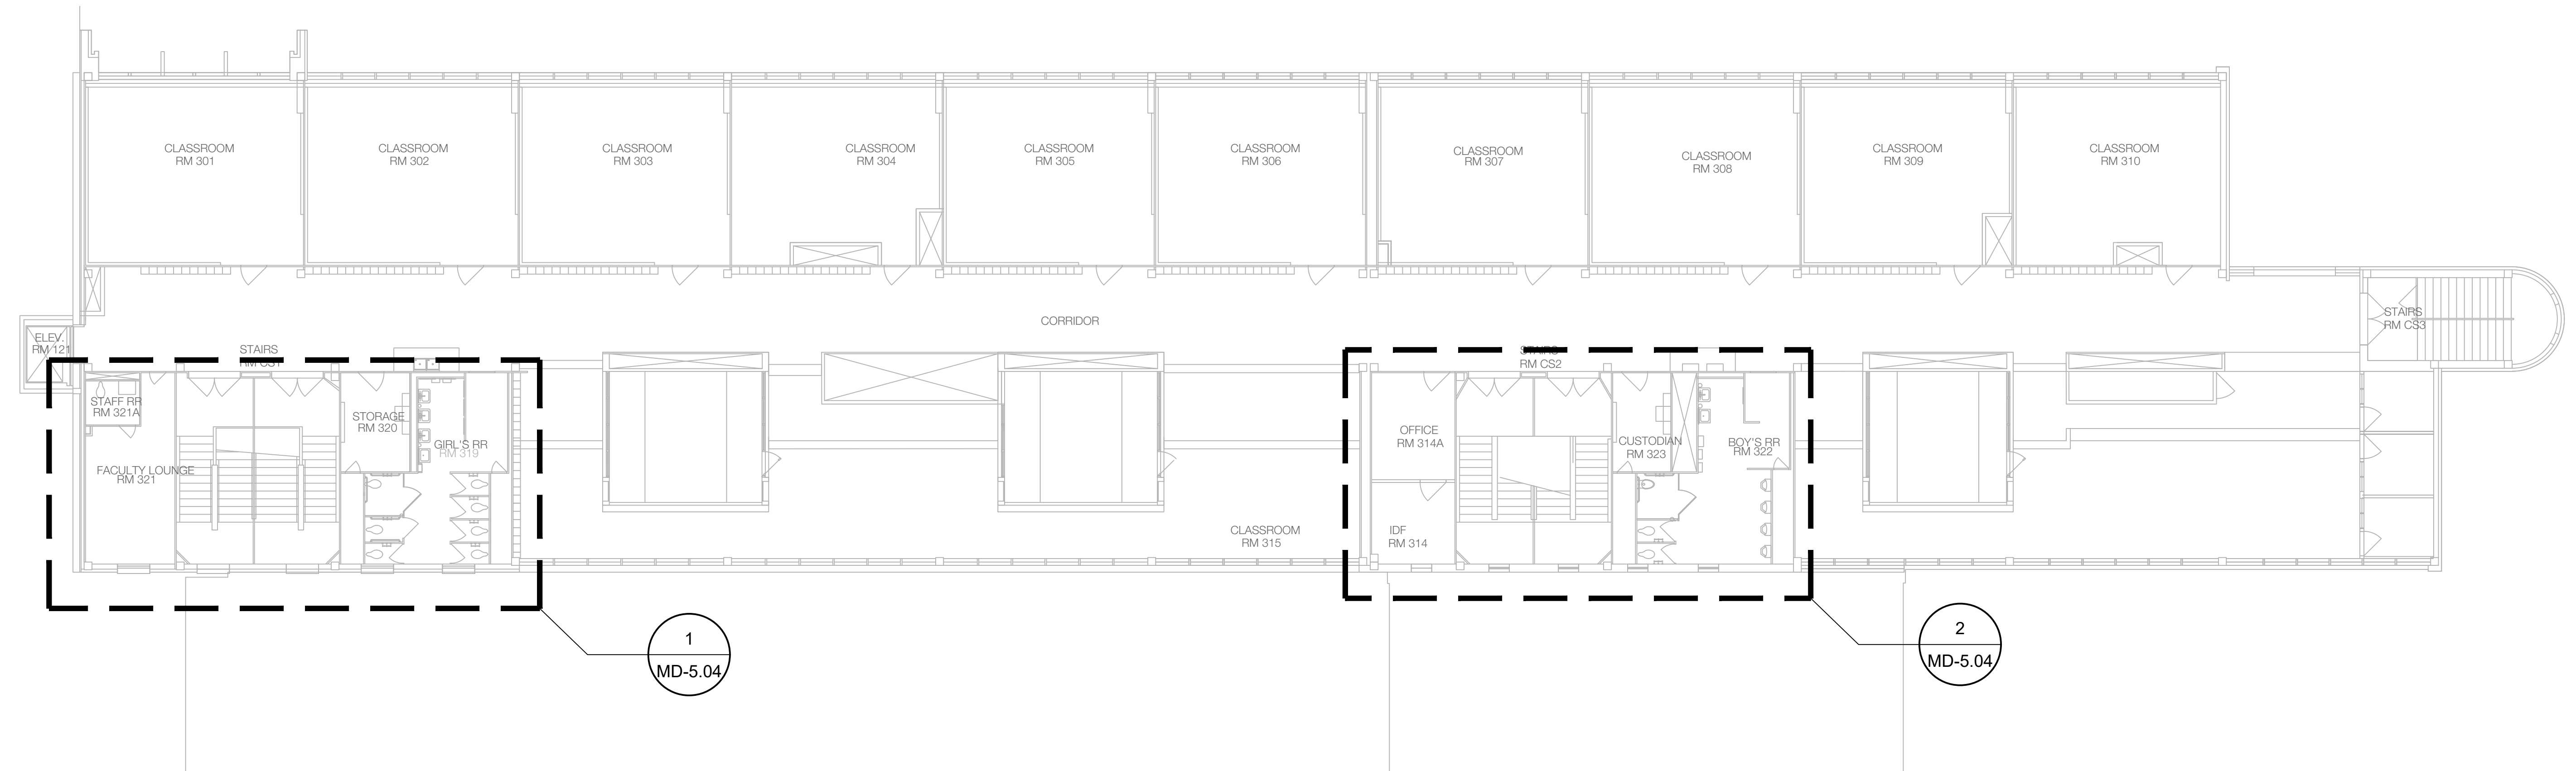 CLASSROOM
RM 301
CLASSROOM
RM 302
CLASSROOM
RM 303
CLASSROOM
RM 304
CLASSROOM
RM 305
CLASSROOM
RM 306
CLASSROOM
RM 307
CLASSROOM
RM 308
CLASSROOM
RM 309
CLASSROOM
RM 310
CORRIDOR
STAIRS
RM CS3
ELEV.
RM 121
STAIRS
RM CS1
STAIRS
RM CS2
STAFF RR
RM 321A
STORAGE
RM 320
GIRL'S RR
RM 319
FACULTY LOUNGE
RM 321
OFFICE
RM 314A
CUSTODIAN
RM 323
BOY'S RR
RM 322
CLASSROOM
RM 315
IDF
RM 314
1
MD-5.04
2
MD-5.04